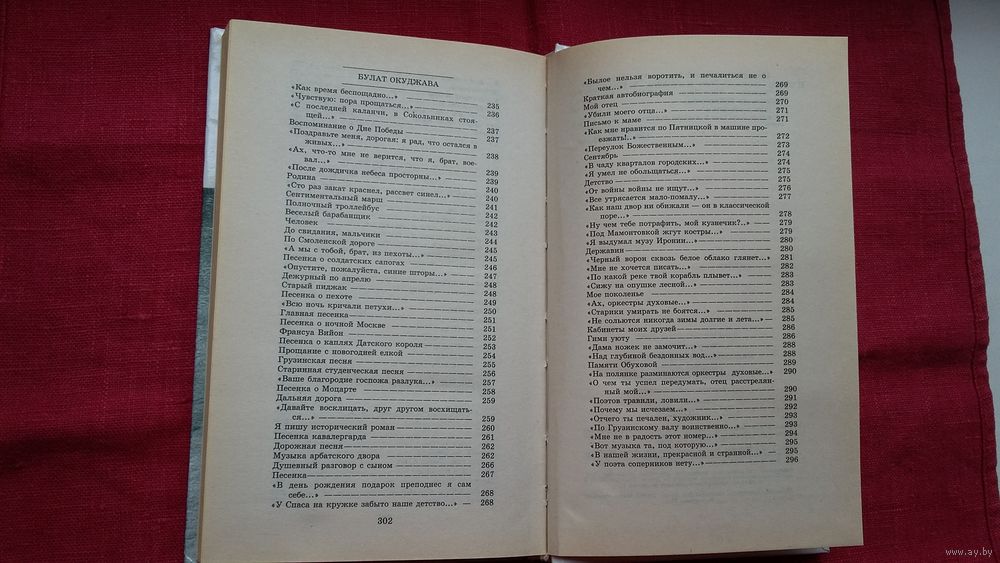 БУЛАТ ОКУДЖАВА
«Как время беспощадно...» 235
«Чувствую: пора прощаться...» 236
«С последней каланчи, в Сокольниках стоя-
щей...» 237
Воспоминание о Дне Победы 237
«Поздравьте меня, дорогая: я рад, что остался в
живых...» 238
«Ах, что-то мне не верится, что я, брат, вое-
вал...» 239
«После дождичка небеса просторны...» 239
Родина 240
«Сто раз закат краснел, рассвет синел...» 240
Сентиментальный марш 241
Полночный троллейбус 242
Веселый барабанщик 242
Человек 242
До свидания, мальчики 243
По Смоленской дороге 244
«А мы с тобой, брат, из пехоты...» 245
Песенка о солдатских сапогах 245
«Опустите, пожалуйста, синие шторы...» 246
Дежурный по апрелю 247
Старый пиджак 248
Песенка о пехоте 248
«Всю ночь кричали петухи...» 249
Главная песенка 250
Песенка о ночной Москве 251
Франсуа Вийон 251
Песенка о каплях Датского короля 252
Прощание с новогодней елкой 253
Грузинская песня 254
Старинная студенческая песня 255
«Ваше благородие госпожа разлука...» 256
Песенка о Моцарте 257
Дальняя дорога 258
«Давайте восклицать, друг другом восхищать- 259
ся...» 259
Я пишу исторический роман 260
Песенка кавалергарда 261
Дорожная песня 262
Музыка арбатского двора 262
Душевный разговор с сыном 266
Песенка 267
«В день рождения подарок преподнес я сам
себе...» 268
«У Спаса на кружке забыто наше детство...» 268
302
«Былое нельзя воротить, и печалиться не о
чем...» 269
Краткая автобиография 269
Мой отец 270
«Убили моего отца...» 271
Письмо к маме 271
«Как мне нравится по Пятницкой в машине про-
езжать!..» 272
«Переулок Божественным...» 273
Сентябрь 274
«В чаду кварталов городских...» 274
«Я умел не обольщаться...» 275
Детство 275
«От войны войны не ищут...» 276
«Все утрясается мало-помалу...» 277
«Как наш двор ни обижали — он в классической
поре...» 278
«Ну чем тебе потрафить, мой кузнечик?..» 279
«Под Мамонтовкой жгут костры...» 279
«Я выдумал музу Иронии...» 280
Державин 280
«Черный ворон сквозь белое облако глянет...» 281
«Мне не хочется писать...» 282
«По какой реке твой корабль плывет...» 283
«Сижу на опушке лесной...» 283
Мое поколенье 284
«Ах, оркестры духовые...» 284
«Старики умирать не боятся...» 285
«Не сольются никогда зимы долгие и лета...» 285
Кабинеты моих друзей 286
Гимн уюту 286
«Дама ножек не замочит...» 288
«Над глубиной бездонных вод...» 288
Памяти Обуховой 289
«На полянке разминаются оркестры духовые...» 290
«О чем ты успел передумать, отец расстрелян-
ный мой...» 290
«Поэтов травили, ловили...» 291
«Почему мы исчезаем...» 292
«Отчего ты печален, художник...» 293
«По Грузинскому валу воинственно...» 293
«Мне не в радость этот номер...» 294
«Вот музыка та, под которую...» 295
«В нашей жизни, прекрасной и странной...» 295
«У поэта соперников нету...» 296
www.ay.by